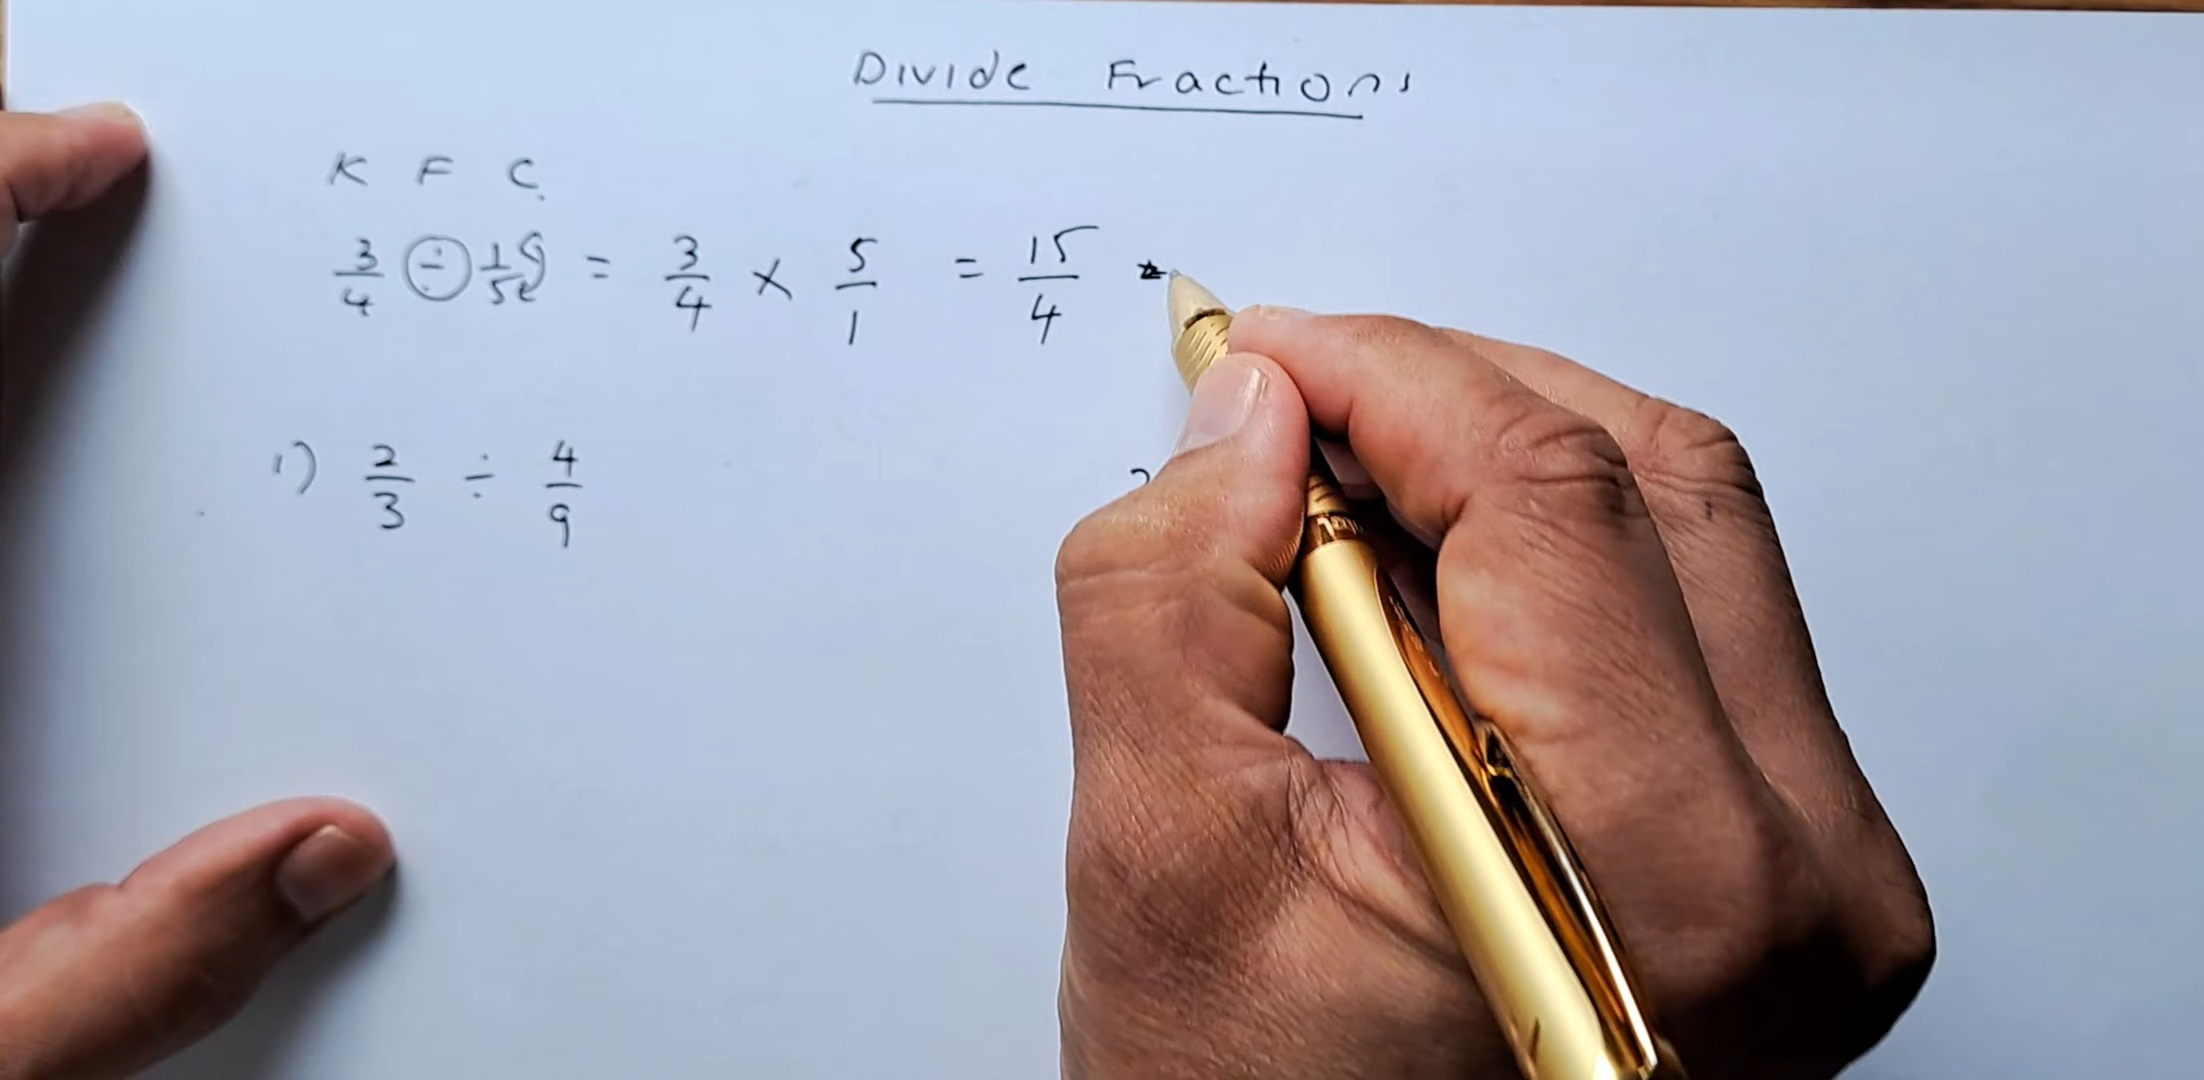 Divide Fractions
K F C
3/4 ÷ 1/5 = 3/4 × 5/1 = 15/4
1) 2/3 ÷ 4/9